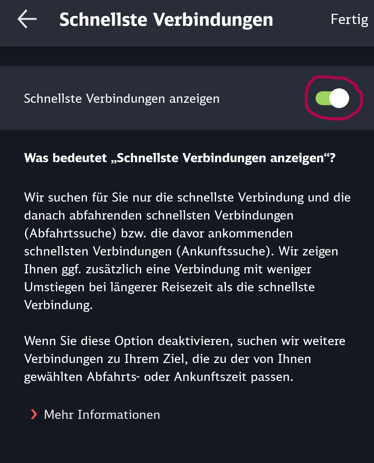 Schnellste Verbindungen Fertig
Schnellste Verbindungen anzeigen
Was bedeutet „Schnellste Verbindungen anzeigen“?
Wir suchen für Sie nur die schnellste Verbindung und die
danach abfahrenden schnellsten Verbindungen
(Abfahrtssuche) bzw. die davor ankommenden
schnellsten Verbindungen (Ankunftssuche). Wir zeigen
Ihnen ggf. zusätzlich eine Verbindung mit weniger
Umstiegen bei längerer Reisezeit als die schnellste
Verbindung.
Wenn Sie diese Option deaktivieren, suchen wir weitere
Verbindungen zu Ihrem Ziel, die zu der von Ihnen
gewählten Abfahrts- oder Ankunftszeit passen.
Mehr Informationen